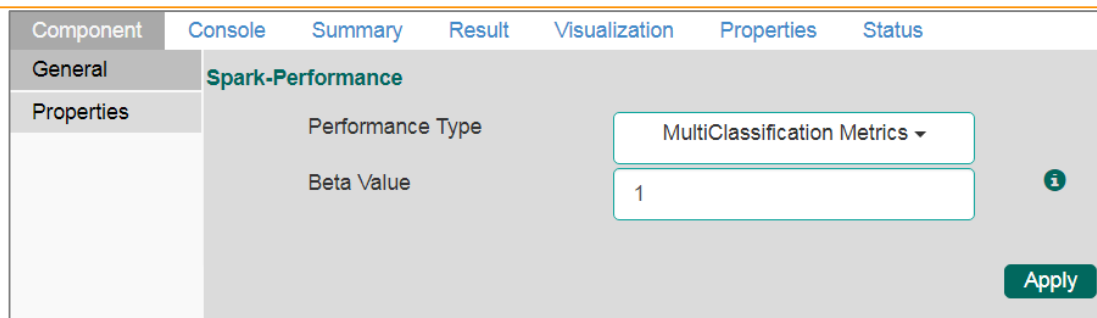 Component Console Summary Result Visualization Properties Status
General
Properties
Spark-Performance
Performance Type MultiClassification Metrics
Beta Value 1
Apply